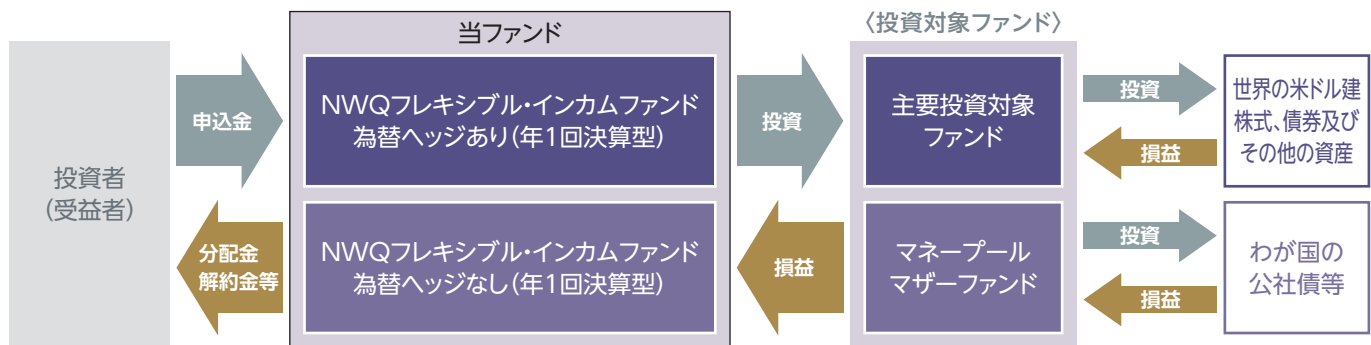 当ファンド
〈投資対象ファンド〉
投資者
(受益者)
申込金
分配金
解約金等
NWQフレキシブル・インカムファンド
為替ヘッジあり(年1回決算型)
NWQフレキシブル・インカムファンド
為替ヘッジなし(年1回決算型)
投資
損益
主要投資対象
ファンド
マネープール
マザーファンド
投資
損益
投資
損益
世界の米ドル建
株式、債券及び
その他の資産
わが国の
公社債等